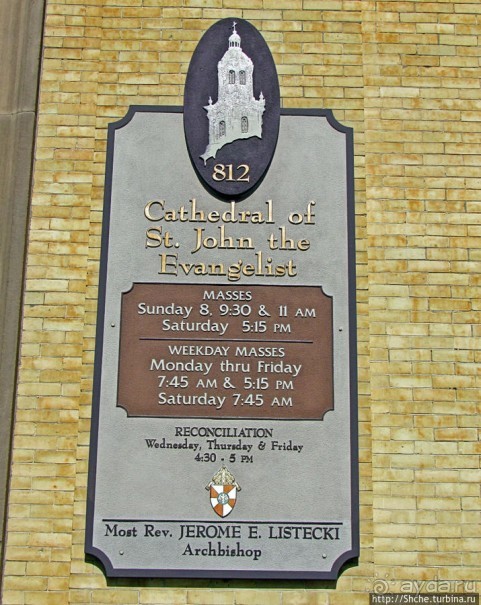 812
Cathedral of
St. John the
Evangelist
MASSES
Sunday 8, 9:30 & 11 AM
Saturday 5:15 PM
WEEKDAY MASSES
Monday thru Friday
7:45 AM & 5:15 PM
Saturday 7:45 AM
RECONCILIATION
Wednesday, Thursday & Friday
4:30 - 5 PM
Most Rev. JEROME E. LISTECKI
Archbishop
ayda.ru
http://Shche.turbina.ru/